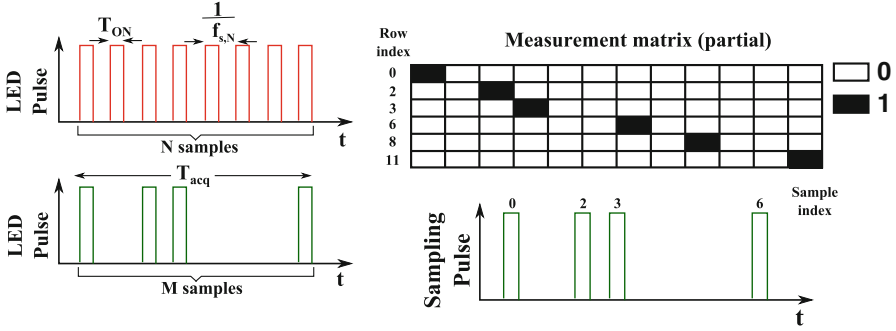 T_ON
1
f_s,N
LED
Pulse
t
N samples
T_acq
LED
Pulse
t
M samples
Measurement matrix (partial)
Row
index
0
2
3
6
8
11
0
1
Sample
index
0 2 3 6
Sampling
Pulse
t